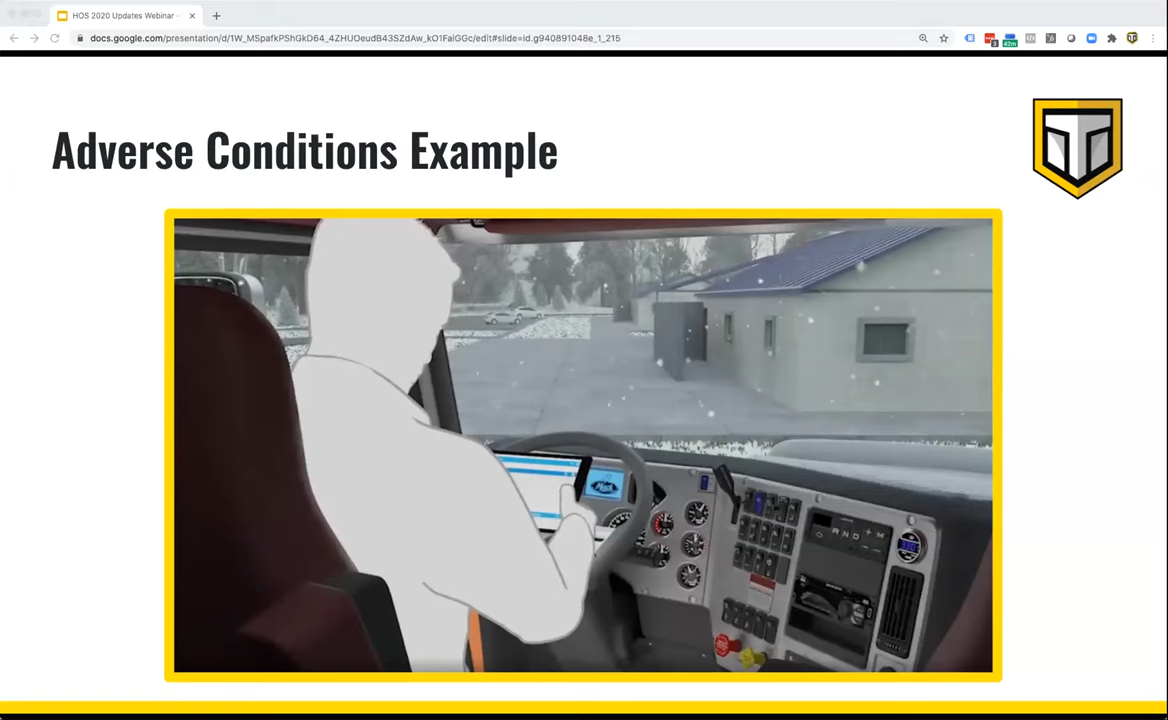 HOS 2020 Updates Webinar -
docs.google.com/presentation/d/1W_MSpafkPShGkD64_4ZHUOeudB43SZdAw_kO1FaiGGc/edit#slide=id.g940891048e_1_215
Adverse Conditions Example
R N D + M